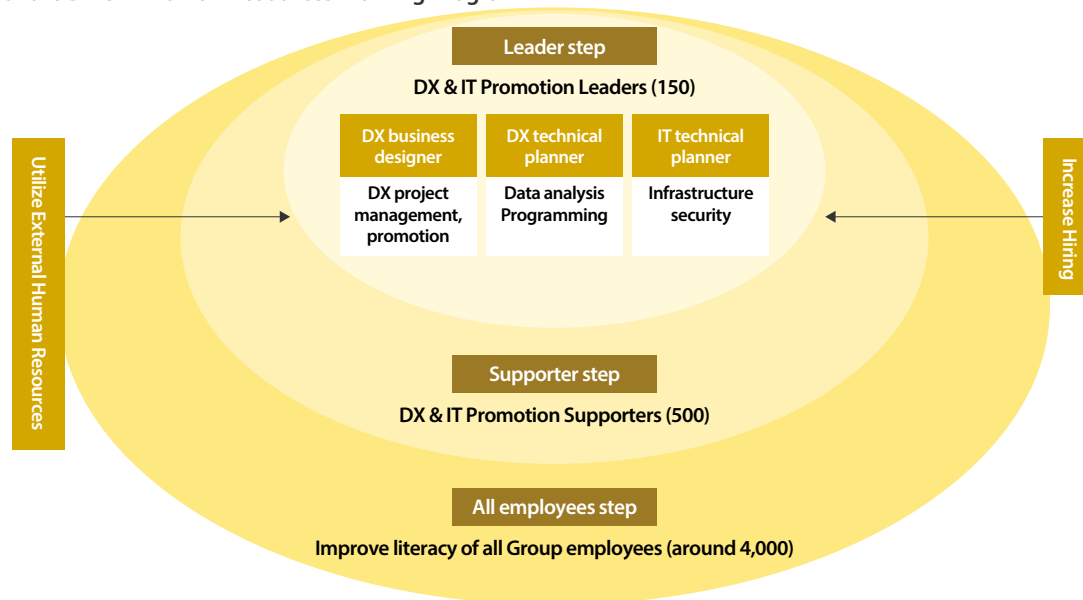 Leader step
DX & IT Promotion Leaders (150)
DX business
designer
DX project
management,
promotion
DX technical
planner
Data analysis
Programming
IT technical
planner
Infrastructure
security
Utilize External Human Resources
Increase Hiring
Supporter step
DX & IT Promotion Supporters (500)
All employees step
Improve literacy of all Group employees (around 4,000)